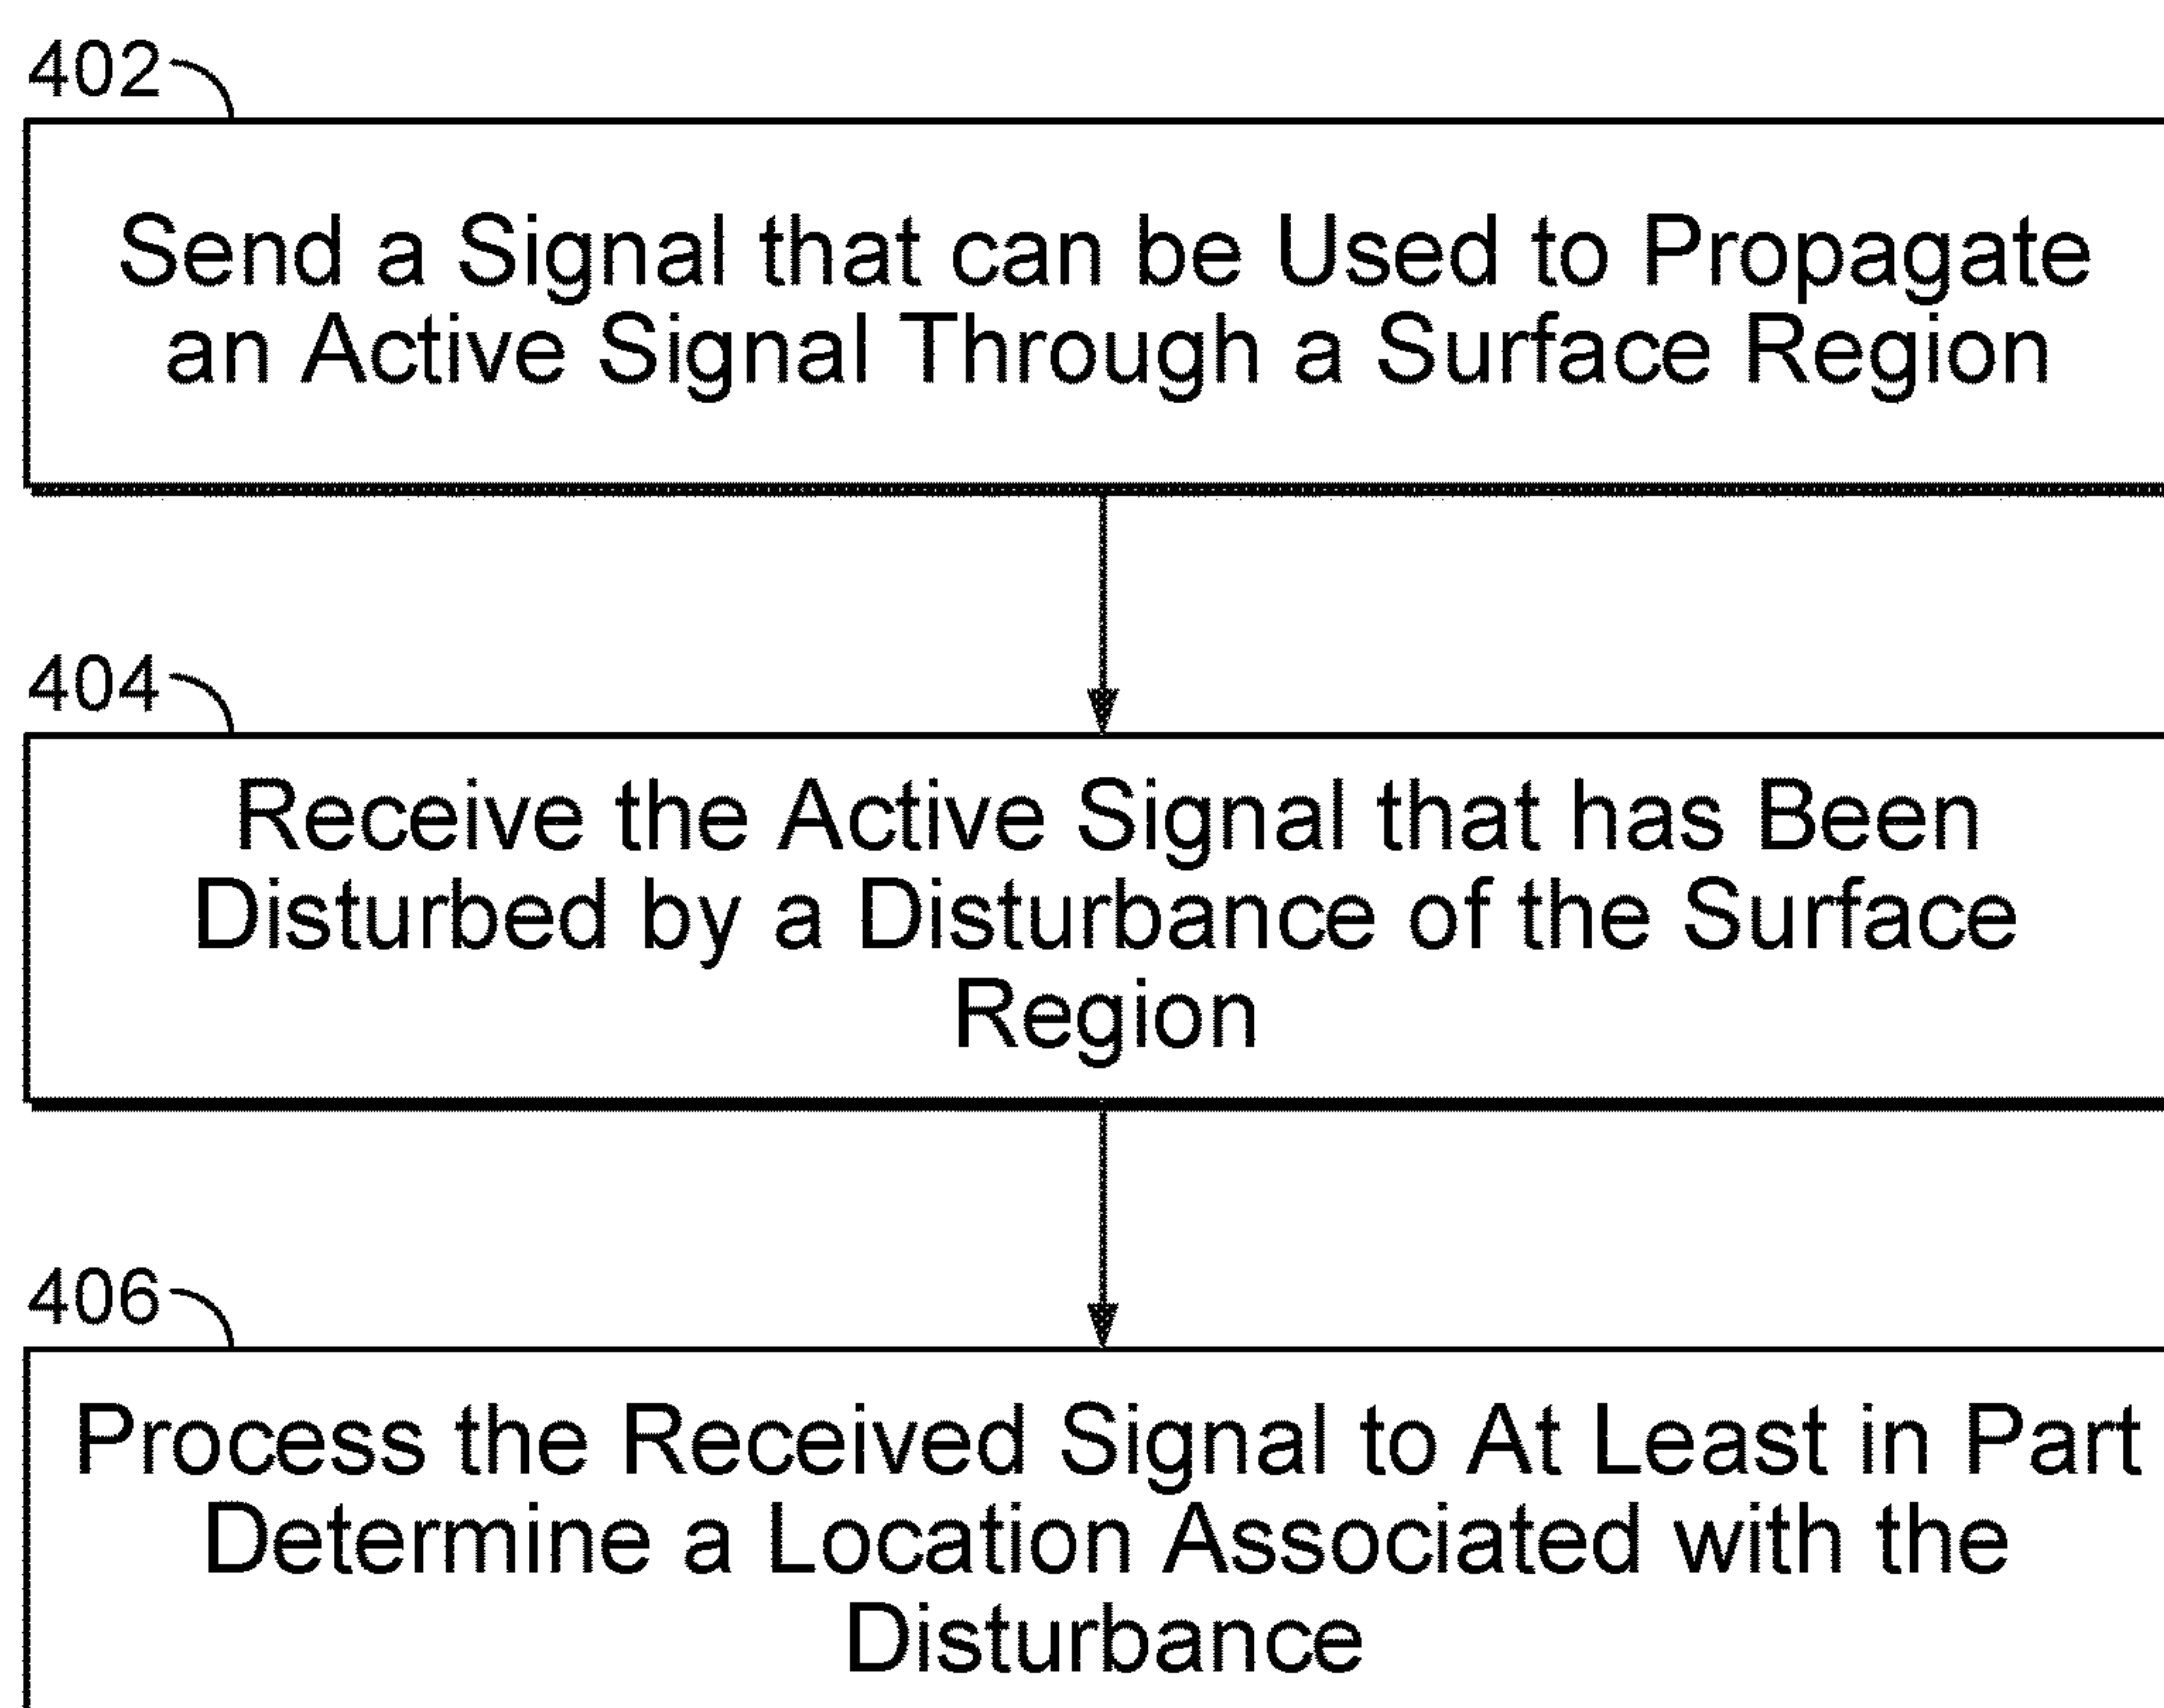 402
Send a Signal that can be Used to Propagate
an Active Signal Through a Surface Region
404
Receive the Active Signal that has Been
Disturbed by a Disturbance of the Surface
Region
406
Process the Received Signal to At Least in Part
Determine a Location Associated with the
Disturbance